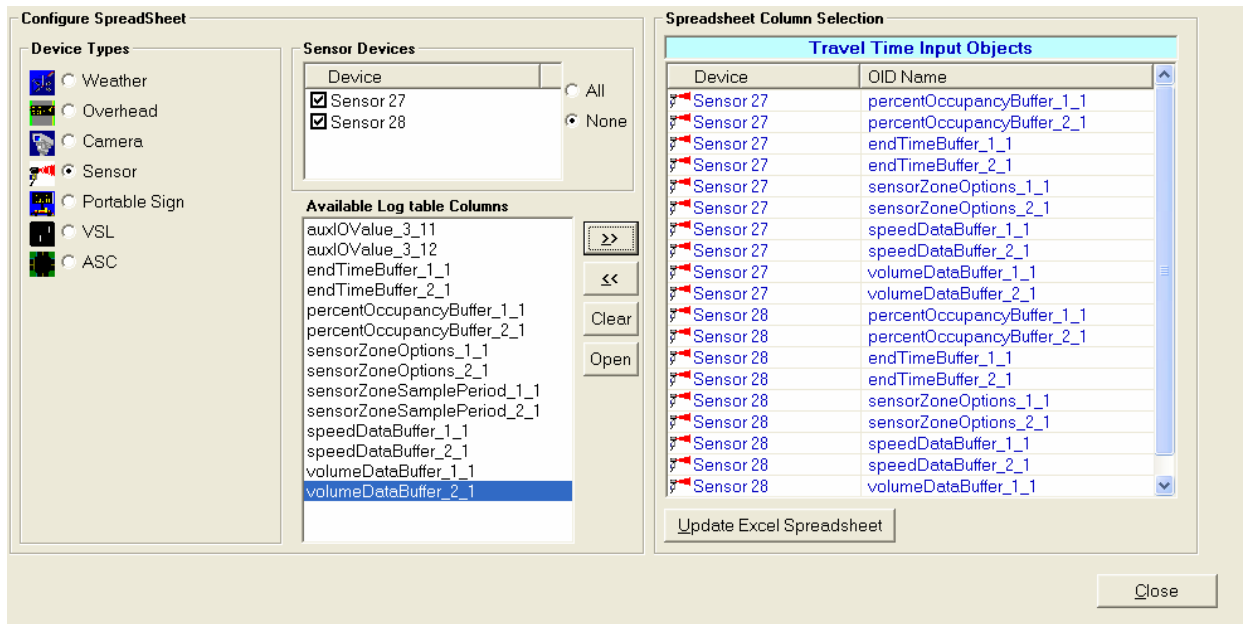 Configure SpreadSheet
Device Types
Weather
Overhead
Camera
Sensor
Portable Sign
VSL
ASC
Sensor Devices
Device
Sensor 27
Sensor 28
All
None
Available Log table Columns
auxIOValue_3_11
auxIOValue_3_12
endTimeBuffer_1_1
endTimeBuffer_2_1
percentOccupancyBuffer_1_1
percentOccupancyBuffer_2_1
sensorZoneOptions_1_1
sensorZoneOptions_2_1
sensorZoneSamplePeriod_1_1
sensorZoneSamplePeriod_2_1
speedDataBuffer_1_1
speedDataBuffer_2_1
volumeDataBuffer_1_1
volumeDataBuffer_2_1
>>
<<
Clear
Open
Spreadsheet Column Selection
Travel Time Input Objects
Device OID Name
Sensor 27 percentOccupancyBuffer_1_1
Sensor 27 percentOccupancyBuffer_2_1
Sensor 27 endTimeBuffer_1_1
Sensor 27 endTimeBuffer_2_1
Sensor 27 sensorZoneOptions_1_1
Sensor 27 sensorZoneOptions_2_1
Sensor 27 speedDataBuffer_1_1
Sensor 27 speedDataBuffer_2_1
Sensor 27 volumeDataBuffer_1_1
Sensor 27 volumeDataBuffer_2_1
Sensor 28 percentOccupancyBuffer_1_1
Sensor 28 percentOccupancyBuffer_2_1
Sensor 28 endTimeBuffer_1_1
Sensor 28 endTimeBuffer_2_1
Sensor 28 sensorZoneOptions_1_1
Sensor 28 sensorZoneOptions_2_1
Sensor 28 speedDataBuffer_1_1
Sensor 28 speedDataBuffer_2_1
Sensor 28 volumeDataBuffer_1_1
Update Excel Spreadsheet
Close